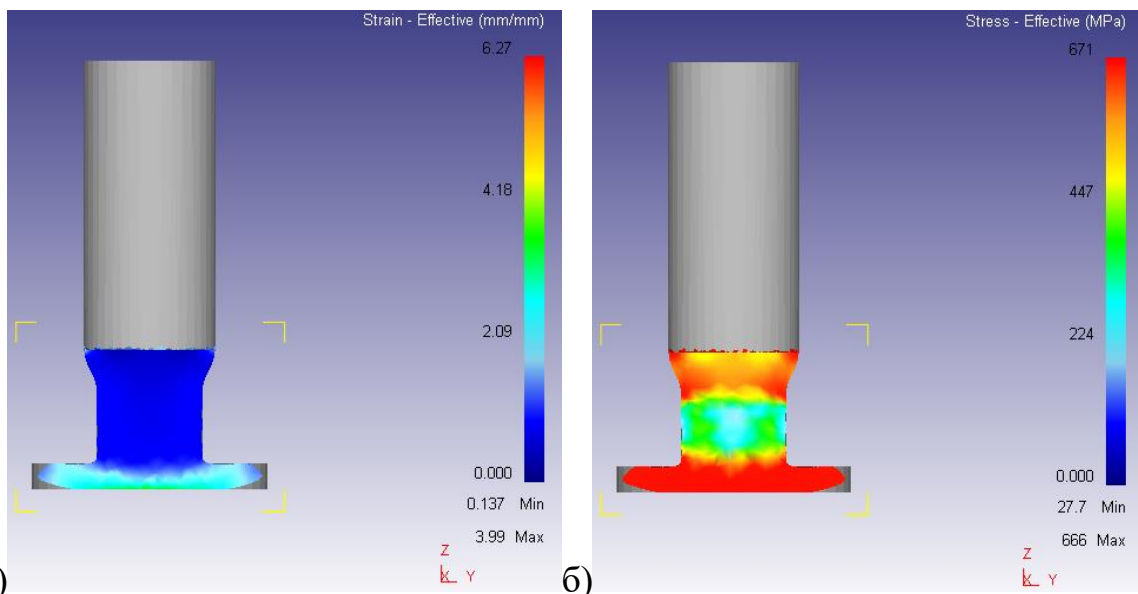 Strain - Effective (mm/mm)
6.27
4.18
2.09
0.000
0.137 Min
3.99 Max
Z
X Y
)
Stress - Effective (MPa)
671
447
224
0.000
27.7 Min
666 Max
Z
X Y
б)